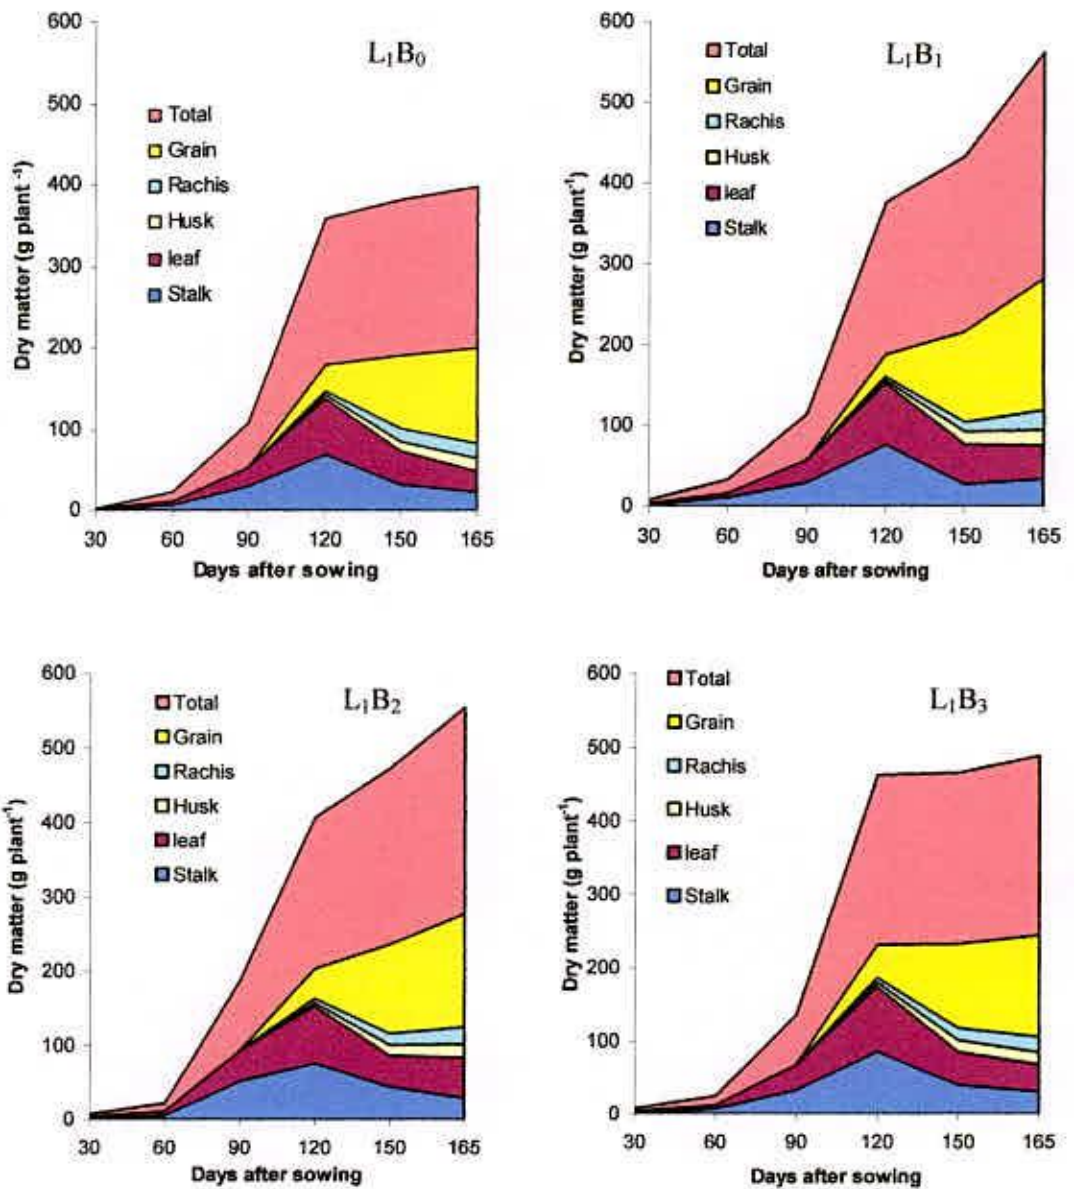 L₁B₀
Dry matter (g plant⁻¹)
600
500
400
300
200
100
0
Total
Grain
Rachis
Husk
leaf
Stalk
30 60 90 120 150 165
Days after sowing
L₁B₁
Dry matter (g plant⁻¹)
600
500
400
300
200
100
0
Total
Grain
Rachis
Husk
leaf
Stalk
30 60 90 120 150 165
Days after sowing
L₁B₂
Dry matter (g plant⁻¹)
600
500
400
300
200
100
0
Total
Grain
Rachis
Husk
leaf
Stalk
30 60 90 120 150 165
Days after sowing
L₁B₃
Dry matter (g plant⁻¹)
600
500
400
300
200
100
0
Total
Grain
Rachis
Husk
leaf
Stalk
30 60 90 120 150 165
Days after sowing